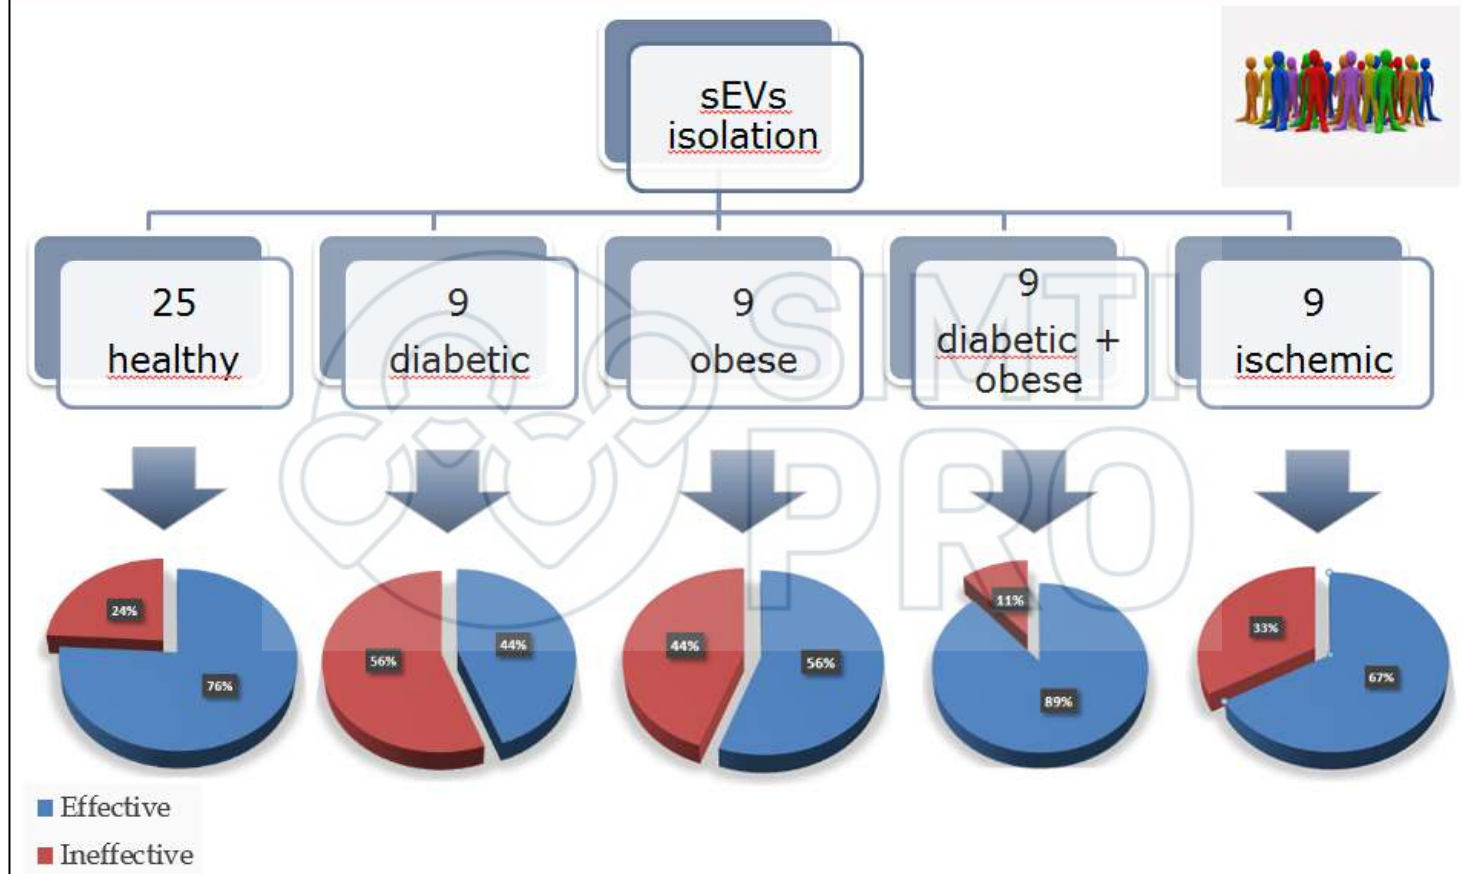 sEVs
isolation
25
healthy
9
diabetic
9
obese
9
diabetic +
obese
9
ischemic
SIMTI
PRO
24%
76%
56%
44%
44%
56%
11%
89%
33%
67%
Effective
Ineffective